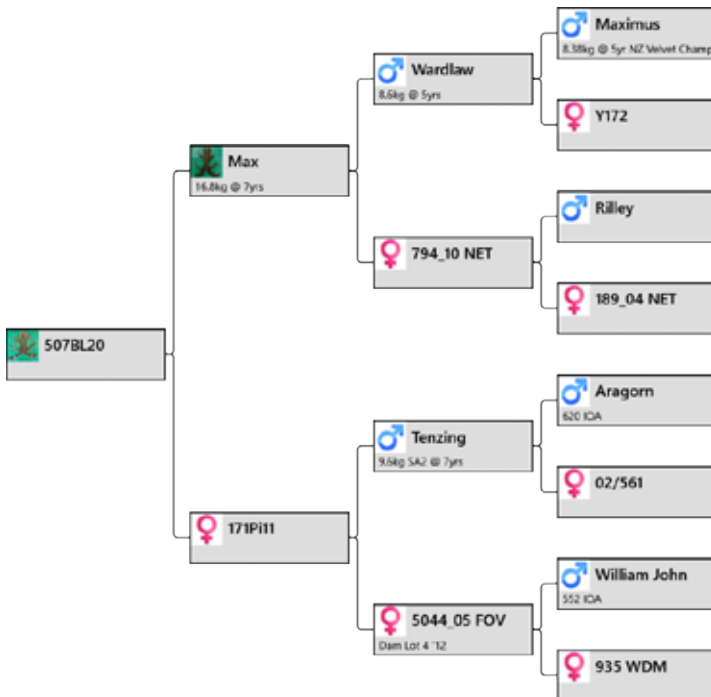 Maximus
8.38kg @ 5yr NZ Velvet Champ
Wardlaw
8.6kg @ 5yrs
Y172
Max
16.8kg @ 7yrs
Rilley
794_10 NET
189_04 NET
507BL20
Aragorn
620 IOA
Tenzing
9.6kg SA2 @ 7yrs
02/561
171Pi11
William John
552 IOA
5044_05 FOV
Dam Lot 4 '12
935 WDM